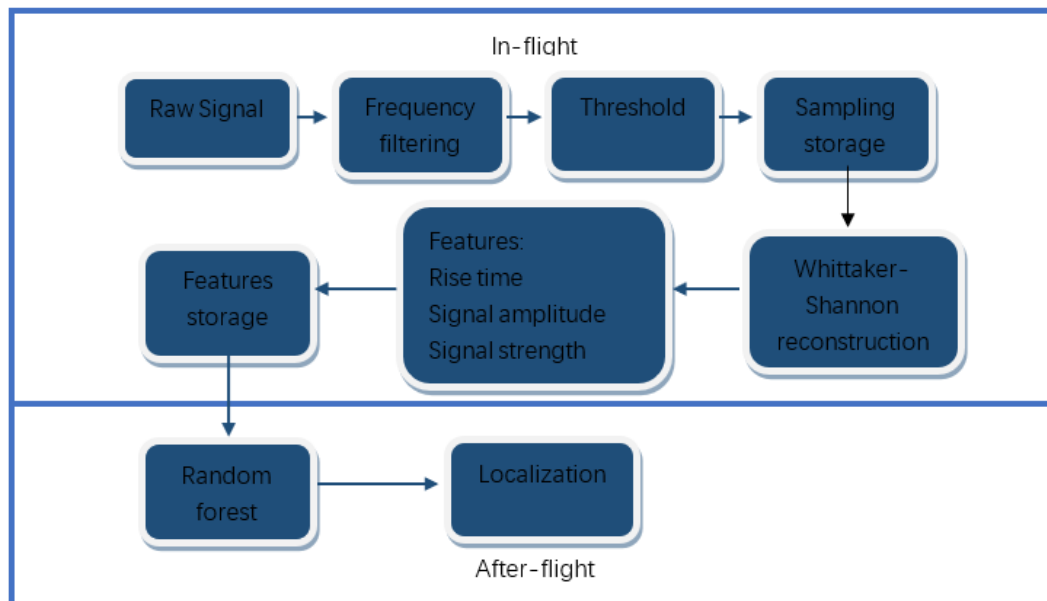 In-flight
Raw Signal
Frequency
filtering
Threshold
Sampling
storage
Whittaker-
Shannon
reconstruction
Features:
Rise time
Signal amplitude
Signal strength
Features
storage
Random
forest
Localization
After-flight